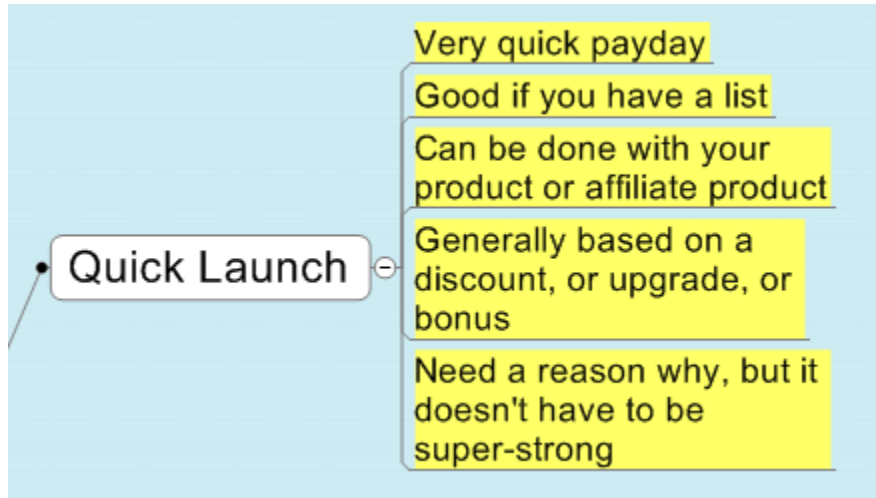 Very quick payday
Good if you have a list
Can be done with your
product or affiliate product
Quick Launch
Generally based on a
discount, or upgrade, or
bonus
Need a reason why, but it
doesn't have to be
super-strong